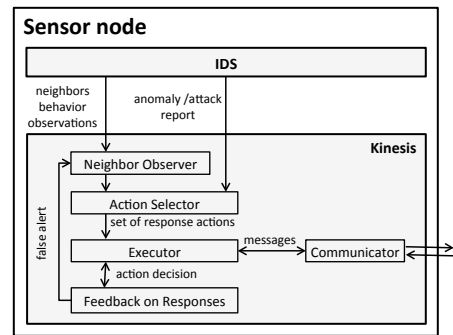 Sensor node
IDS
neighbors
behavior
observations
anomaly /attack
report
Kinesis
Neighbor Observer
Action Selector
set of response actions
false alert
Executor
messages
Communicator
action decision
Feedback on Responses